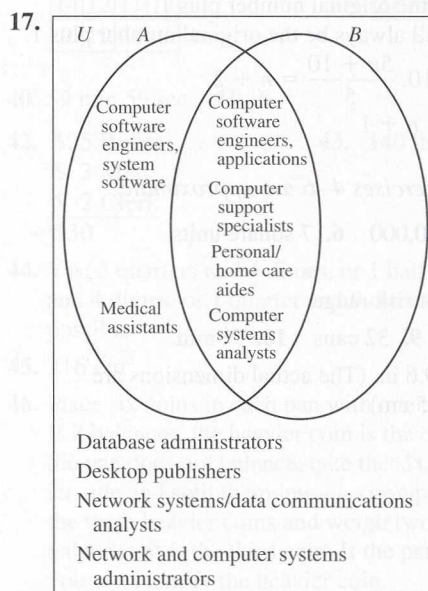 17.
U A B
Computer
software
engineers,
system
software
Medical
assistants
Computer
software
engineers,
applications
Computer
support
specialists
Personal/
home care
aides
Computer
systems
analysts
Database administrators
Desktop publishers
Network systems/data communications
analysts
Network and computer systems
administrators